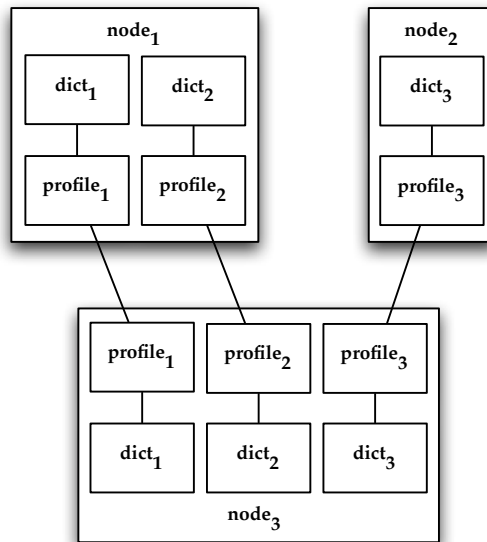 node₁
node₂
dict₁ dict₂ dict₃
profile₁ profile₂ profile₃
profile₁ profile₂ profile₃
dict₁ dict₂ dict₃
node₃